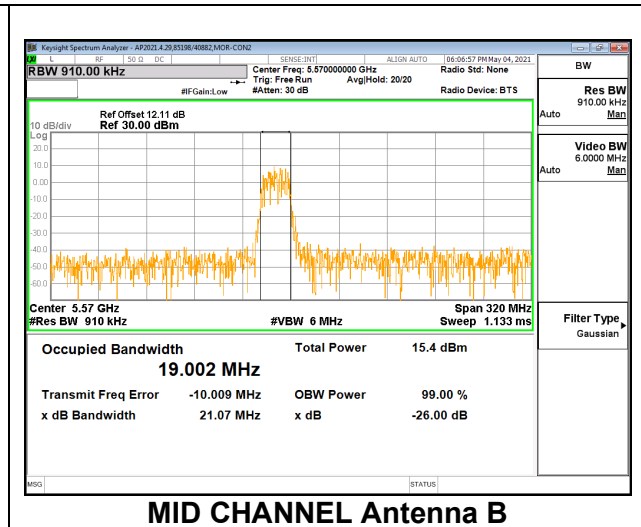 Keysight Spectrum Analyzer - AP2021.4.29,85198/40882,MOR-CON2
LXI L RF 50 Ω DC SENSE:INT ALIGN AUTO 06:06:57 PM May 04, 2021
RBW 910.00 kHz
Center Freq: 5.570000000 GHz Radio Std: None
Trig: Free Run Avg|Hold: 20/20
#IFGain:Low #Atten: 30 dB Radio Device: BTS
Ref Offset 12.11 dB
10 dB/div Ref 30.00 dBm
Log
20.0
10.0
0.00
-10.0
-20.0
-30.0
-40.0
-50.0
-60.0
Center 5.57 GHz Span 320 MHz
#Res BW 910 kHz #VBW 6 MHz Sweep 1.133 ms
Occupied Bandwidth Total Power 15.4 dBm
19.002 MHz
Transmit Freq Error -10.009 MHz OBW Power 99.00 %
x dB Bandwidth 21.07 MHz x dB -26.00 dB
MSG STATUS
BW
Res BW
910.00 kHz
Auto Man
Video BW
6.0000 MHz
Auto Man
Filter Type
Gaussian
MID CHANNEL Antenna B